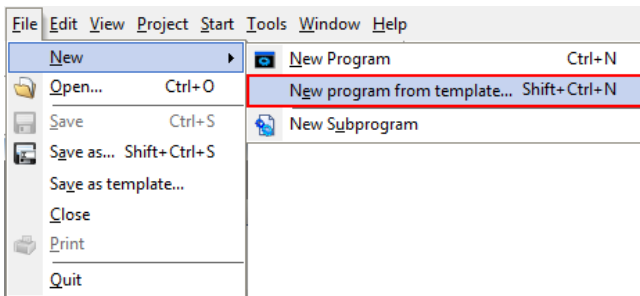 File Edit View Project Start Tools Window Help
New
Open... Ctrl+O
Save Ctrl+S
Save as... Shift+Ctrl+S
Save as template...
Close
Print
Quit
New Program Ctrl+N
New program from template... Shift+Ctrl+N
New Subprogram